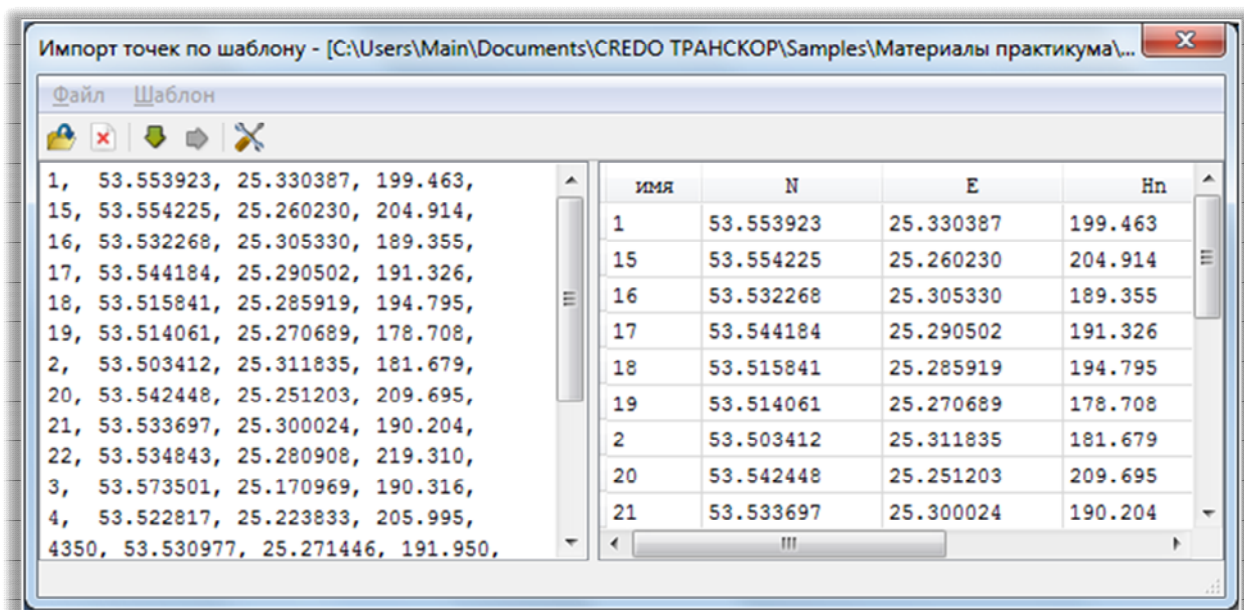 Импорт точек по шаблону - [C:\Users\Main\Documents\CREDO ТРАНСКОР\Samples\Материалы практикума\...
Файл Шаблон
1, 53.553923, 25.330387, 199.463,
15, 53.554225, 25.260230, 204.914,
16, 53.532268, 25.305330, 189.355,
17, 53.544184, 25.290502, 191.326,
18, 53.515841, 25.285919, 194.795,
19, 53.514061, 25.270689, 178.708,
2, 53.503412, 25.311835, 181.679,
20, 53.542448, 25.251203, 209.695,
21, 53.533697, 25.300024, 190.204,
22, 53.534843, 25.280908, 219.310,
3, 53.573501, 25.170969, 190.316,
4, 53.522817, 25.223833, 205.995,
4350, 53.530977, 25.271446, 191.950,
имя N E Hn
1 53.553923 25.330387 199.463
15 53.554225 25.260230 204.914
16 53.532268 25.305330 189.355
17 53.544184 25.290502 191.326
18 53.515841 25.285919 194.795
19 53.514061 25.270689 178.708
2 53.503412 25.311835 181.679
20 53.542448 25.251203 209.695
21 53.533697 25.300024 190.204